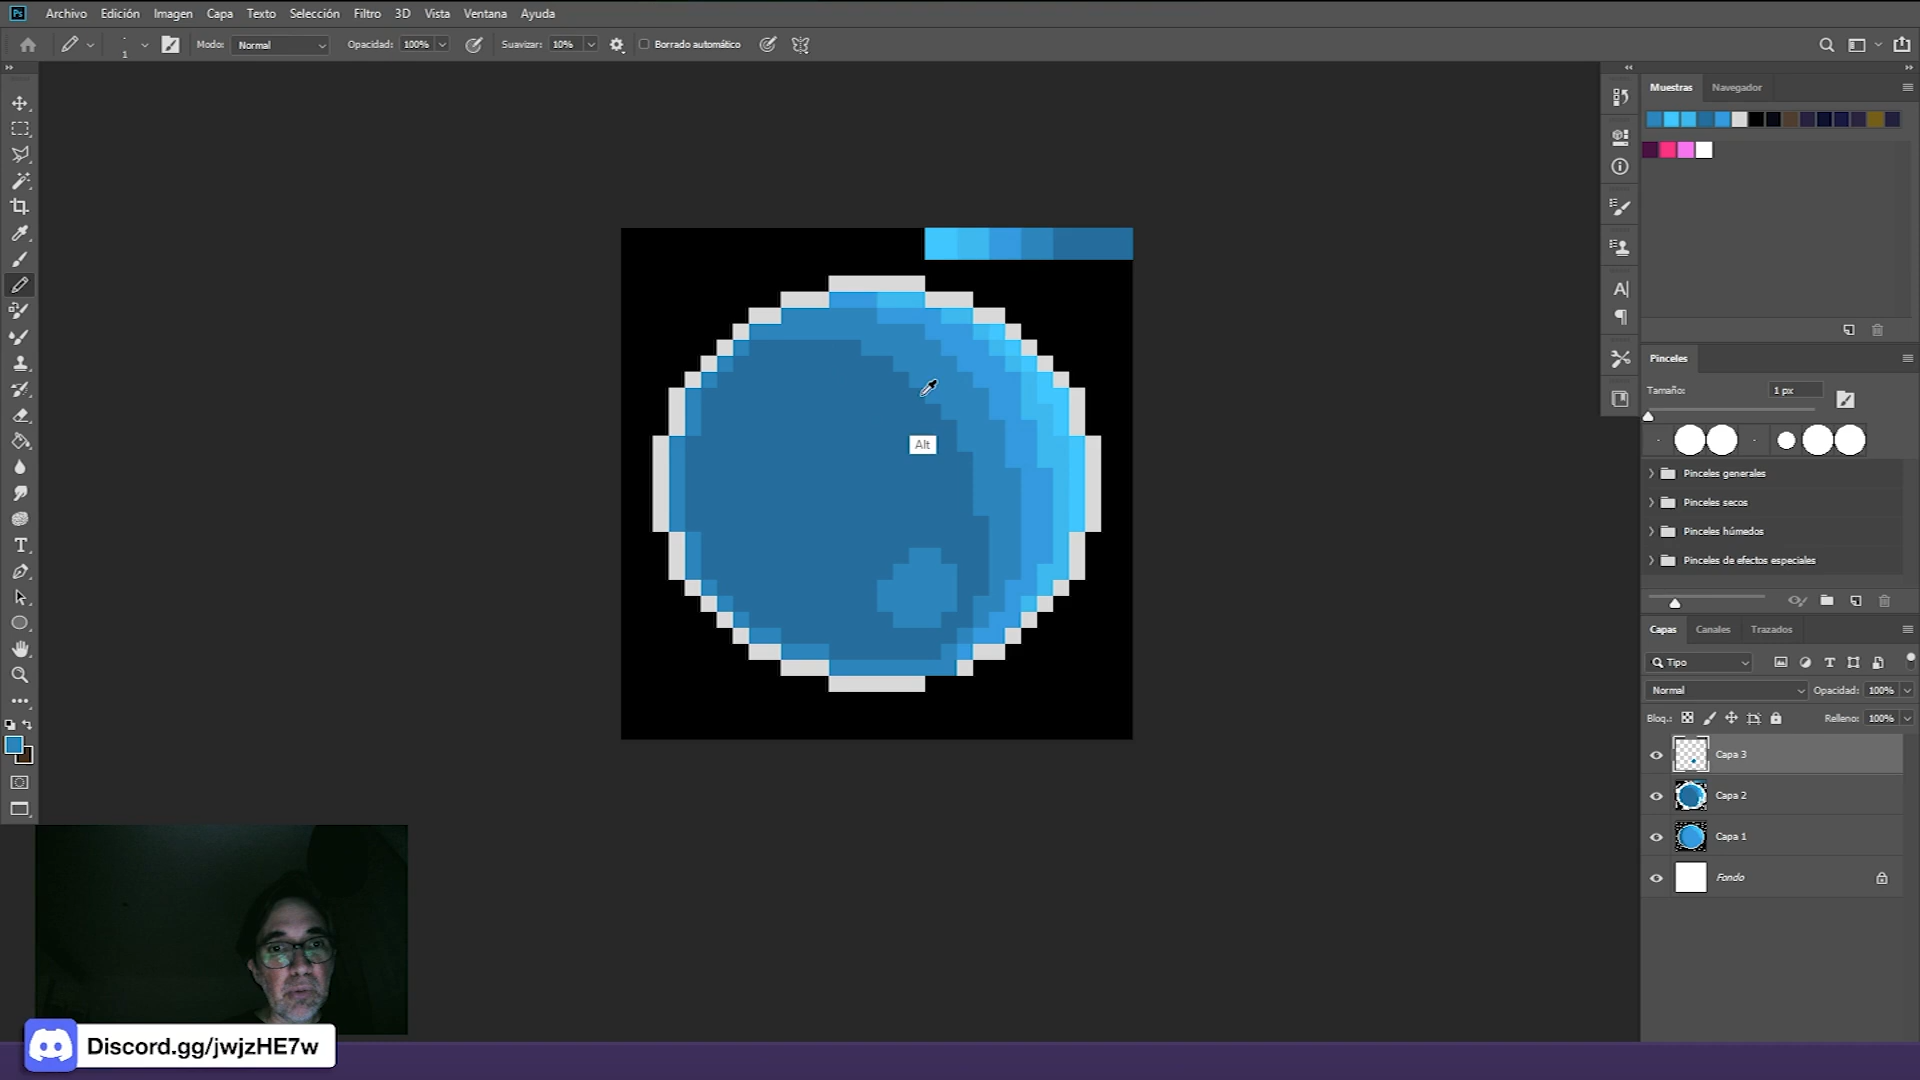 Ps Archivo Edición Imagen Capa Texto Selección Filtro 3D Vista Ventana Ayuda
1 Modo: Normal Opacidad: 100% Suavizar: 10% Borrado automático
Muestras Navegador
Alt
Pinceles
Tamaño: 1 px
Pinceles generales
Pinceles secos
Pinceles húmedos
Pinceles de efectos especiales
Capas Canales Trazados
Tipo
Normal Opacidad: 100%
Bloq.: Relleno: 100%
Capa 3
Capa 2
Capa 1
Fondo
Discord.gg/jwjzHE7w